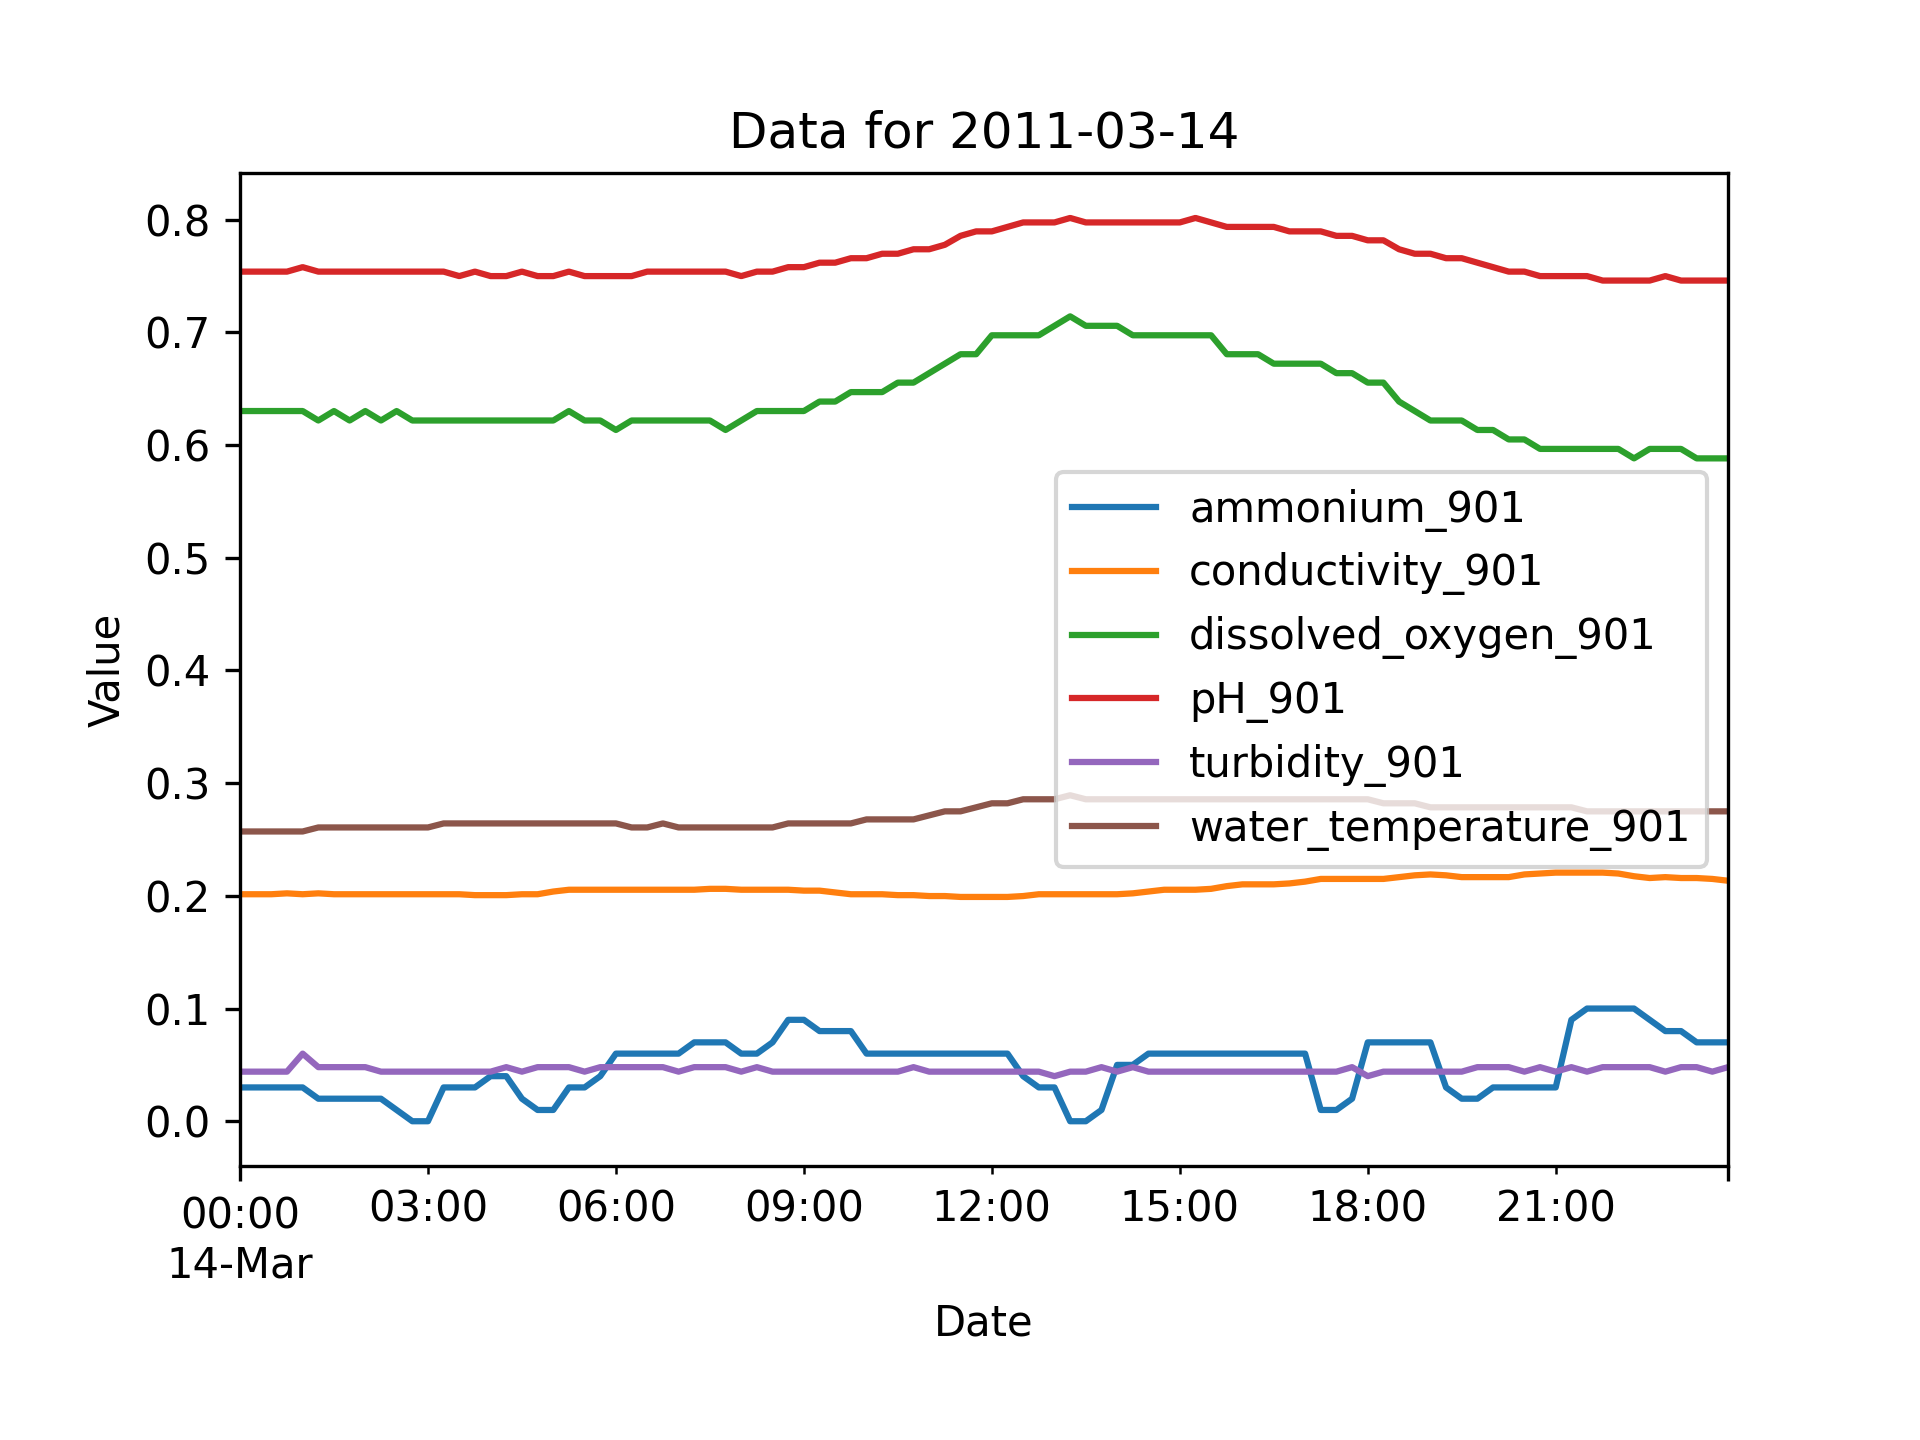 Data for 2011-03-14
0.8
0.7
0.6
0.5
0.4
0.3
0.2
0.1
0.0
Value
ammonium_901
conductivity_901
dissolved_oxygen_901
pH_901
turbidity_901
water_temperature_901
00:00 03:00 06:00 09:00 12:00 15:00 18:00 21:00
14-Mar
Date